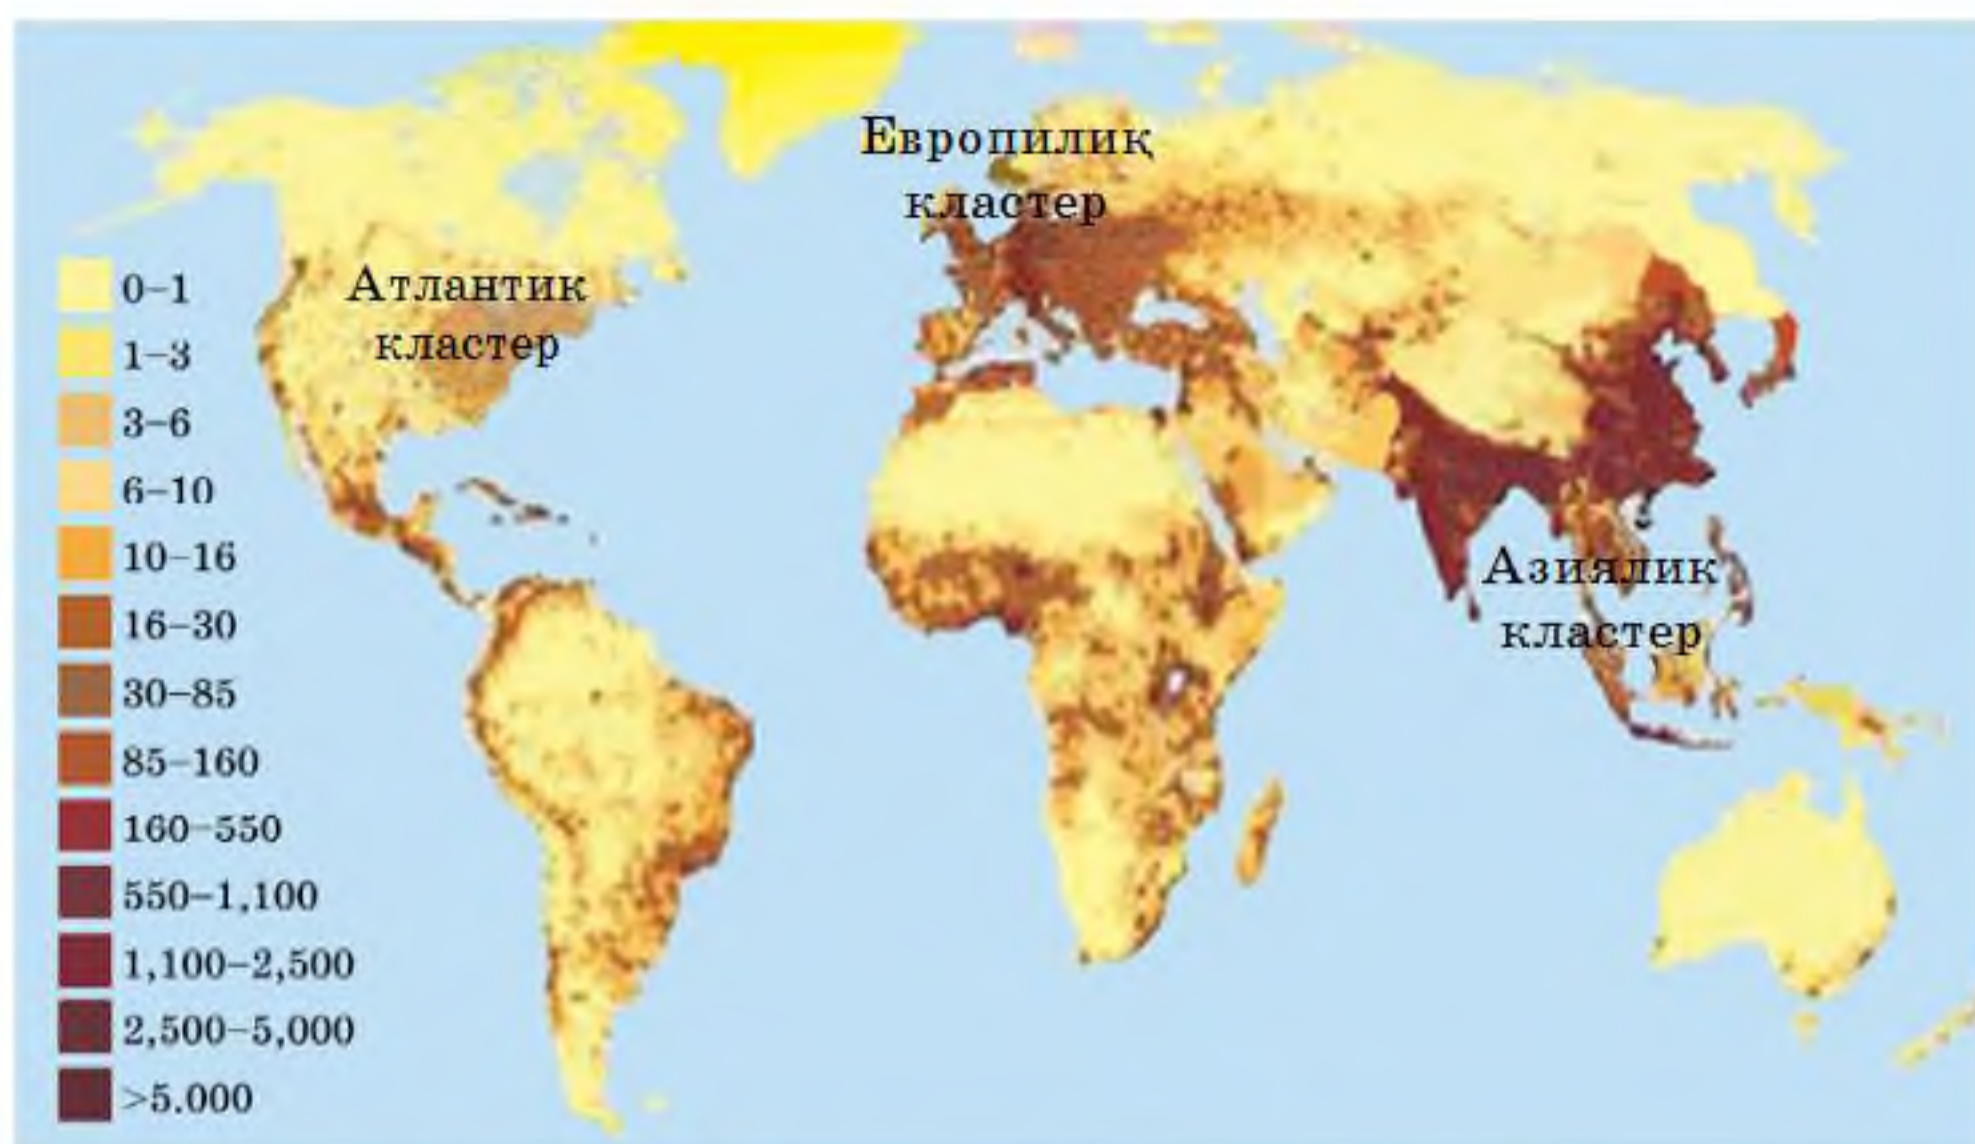 Европилиқ
кластер
Атлантик
кластер
Азиялик
кластер
0–1
1–3
3–6
6–10
10–16
16–30
30–85
85–160
160–550
550–1,100
1,100–2,500
2,500–5,000
>5.000